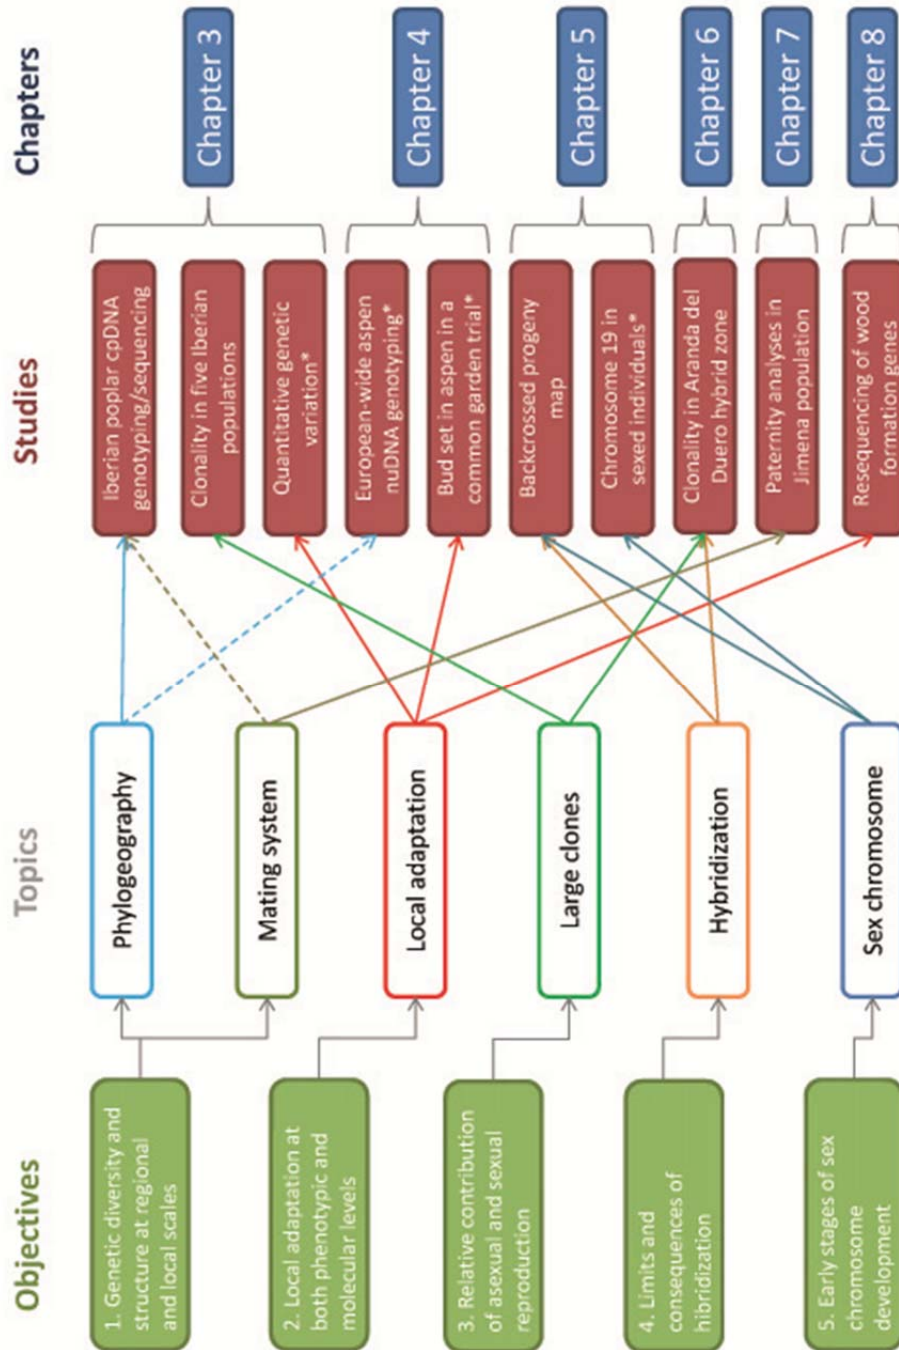 Objectives
1. Genetic diversity and
structure at regional
and local scales
2. Local adaptation at
both phenotypic and
molecular levels
3. Relative contribution
of asexual and sexual
reproduction
4. Limits and
consequences of
hibridization
5. Early stages of sex
chromosome
development
Topics
Phylogeography
Mating system
Local adaptation
Large clones
Hybridization
Sex chromosome
Studies
Iberian poplar cpDNA
genotyping/sequencing
Clonality in five Iberian
populations
Quantitative genetic
variation*
European-wide aspen
nuDNA genotyping*
Bud set in aspen in a
common garden trial*
Backcrossed progeny
map
Chromosome 19 in
sexed individuals*
Clonality in Aranda del
Duero hybrid zone
Paternity analyses in
Jimena population
Resequencing of wood
formation genes
Chapters
Chapter 3
Chapter 4
Chapter 5
Chapter 6
Chapter 7
Chapter 8